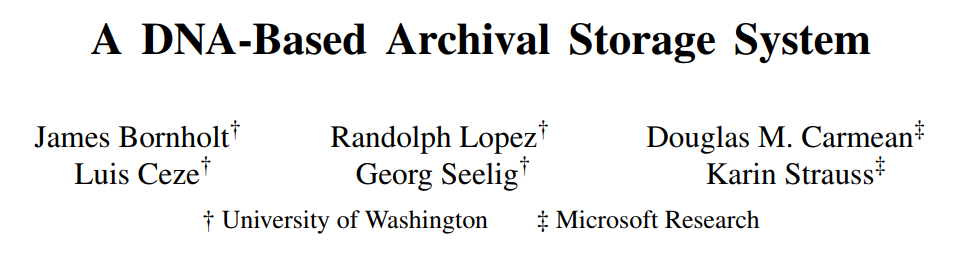 A DNA-Based Archival Storage System
James Bornholt† Randolph Lopez† Douglas M. Carmean‡
Luis Ceze† Georg Seelig† Karin Strauss‡
† University of Washington ‡ Microsoft Research